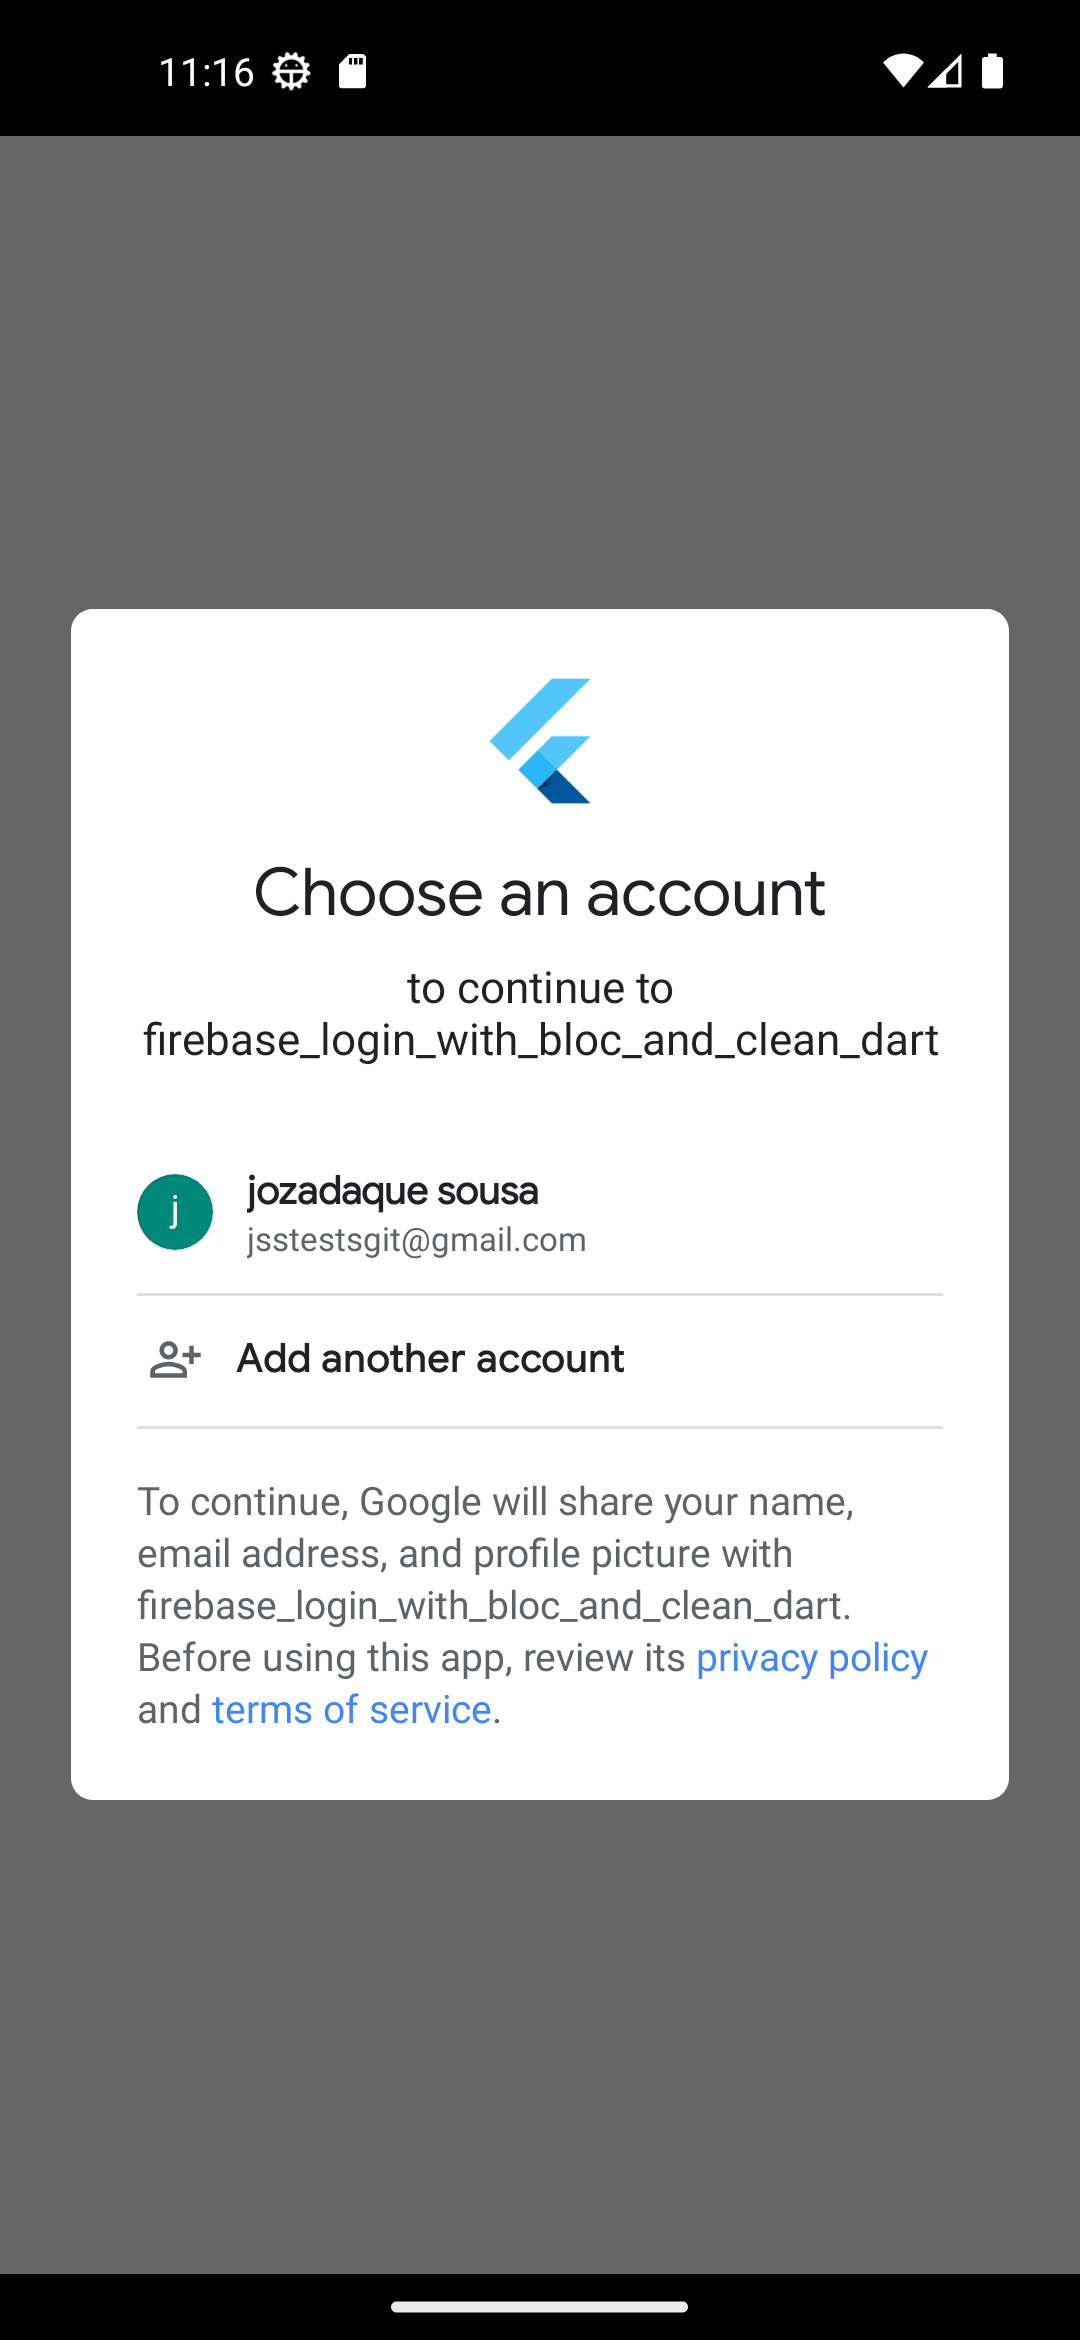 11:16
Choose an account
to continue to
firebase_login_with_bloc_and_clean_dart
j
jozadaque sousa
jsstestsgit@gmail.com
Add another account
To continue, Google will share your name,
email address, and profile picture with
firebase_login_with_bloc_and_clean_dart.
Before using this app, review its privacy policy
and terms of service.